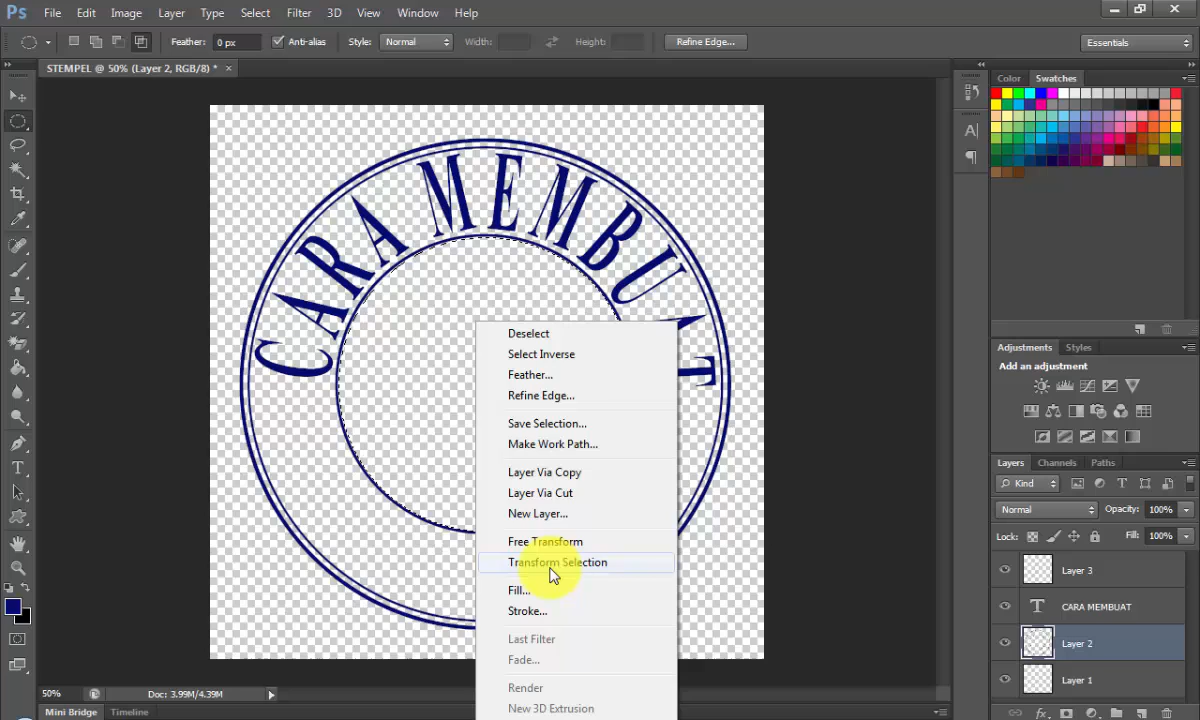 Ps File Edit Image Layer Type Select Filter 3D View Window Help
Feather: 0 px Anti-alias Style: Normal Width: Height: Refine Edge... Essentials
STEMPEL @ 50% (Layer 2, RGB/8) * ×
Color Swatches
CARA MEMBUAT
Deselect
Select Inverse
Feather...
Refine Edge...
Save Selection...
Make Work Path...
Layer Via Copy
Layer Via Cut
New Layer...
Free Transform
Transform Selection
Fill...
Stroke...
Last Filter
Fade...
Render
New 3D Extrusion
Adjustments Styles
Add an adjustment
Layers Channels Paths
Kind
Normal Opacity: 100%
Lock: Fill: 100%
Layer 3
CARA MEMBUAT
Layer 2
Layer 1
50% Doc: 3.99M/4.39M
Mini Bridge Timeline